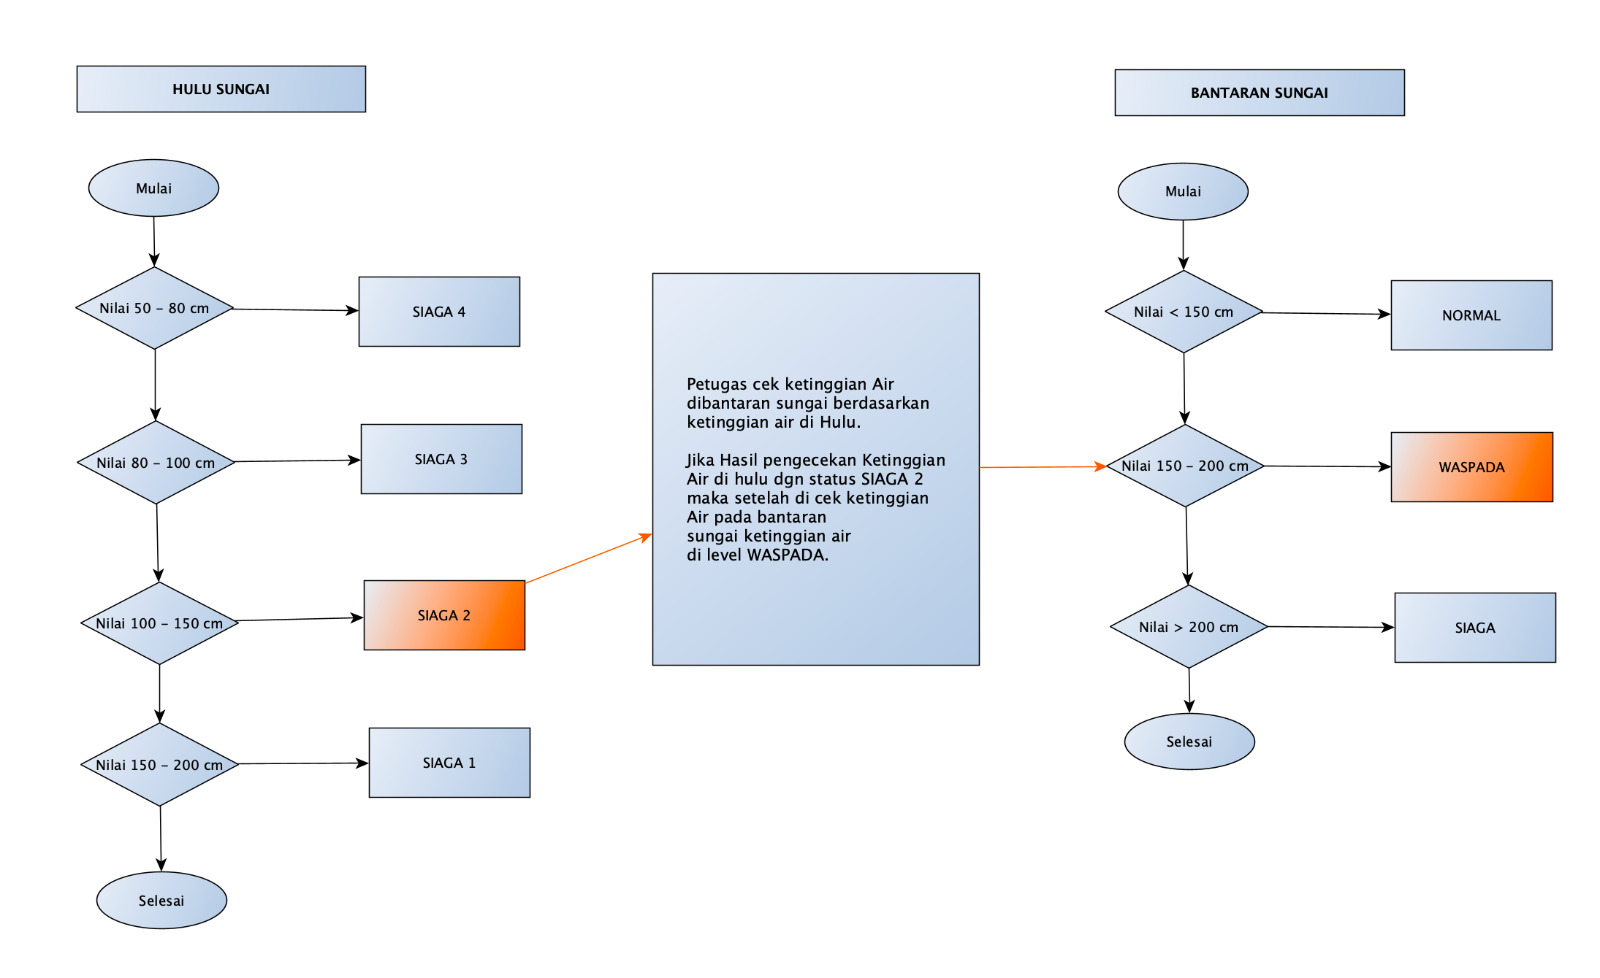 HULU SUNGAI
Mulai
Nilai 50 - 80 cm
SIAGA 4
Nilai 80 - 100 cm
SIAGA 3
Nilai 100 - 150 cm
SIAGA 2
Nilai 150 - 200 cm
SIAGA 1
Selesai
Petugas cek ketinggian Air
dibantaran sungai berdasarkan
ketinggian air di Hulu.
Jika Hasil pengecekan Ketinggian
Air di hulu dgn status SIAGA 2
maka setelah di cek ketinggian
Air pada bantaran
sungai ketinggian air
di level WASPADA.
BANTARAN SUNGAI
Mulai
Nilai < 150 cm
NORMAL
Nilai 150 - 200 cm
WASPADA
Nilai > 200 cm
SIAGA
Selesai